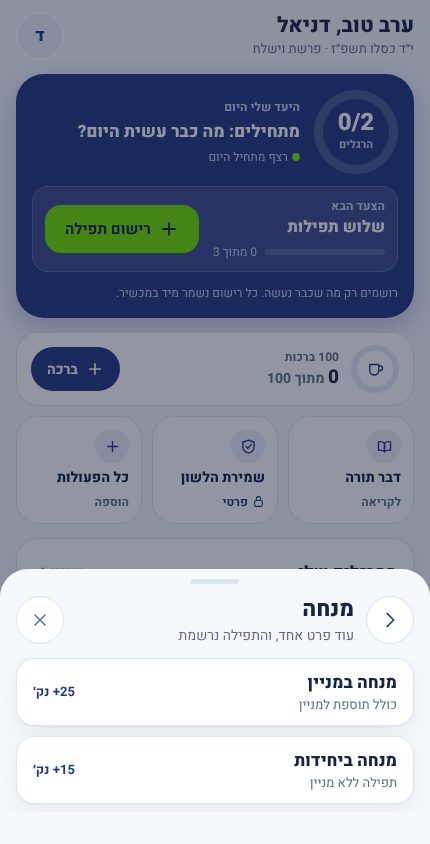 ערב טוב, דניאל
י״ד כסלו תשפ״ז · פרשת וישלח
ד
היעד שלי היום
מתחילים: מה כבר עשית היום?
רצף מתחיל היום
0/2
הרגלים
הצעד הבא
שלוש תפילות
0 מתוך 3
רישום תפילה
רושמים רק מה שכבר נעשה. כל רישום נשמר מיד במכשיר.
100 ברכות
0 מתוך 100
ברכה
דבר תורה
לקריאה
שמירת הלשון
פרטי
כל הפעולות
הוספה
מנחה
עוד פרט אחד, והתפילה נרשמת
מנחה במניין
כולל תוספת למניין
+25 נק׳
מנחה ביחידות
תפילה ללא מניין
+15 נק׳